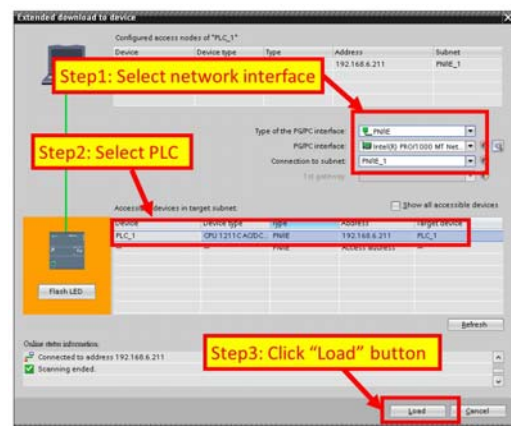 Extended download to device
Configured access nodes of "PLC_1"
Device Device type Type Address Subnet
192.168.6.211 PN/IE_1
Step1: Select network interface
Type of the PG/PC interface: PN/IE
PG/PC interface: Intel(R) PRO/1000 MT Net...
Step2: Select PLC
Connection to subnet: PN/IE_1
1st gateway:
Accessible devices in target subnet: Show all accessible devices
Device Device type Type Address Target device
PLC_1 CPU 1211C AC/DC... PN/IE 192.168.6.211 PLC_1
— — PN/IE Access address —
Flash LED
Refresh
Online status information:
Connected to address 192.168.6.211
Scanning ended.
Step3: Click “Load” button
Load Cancel